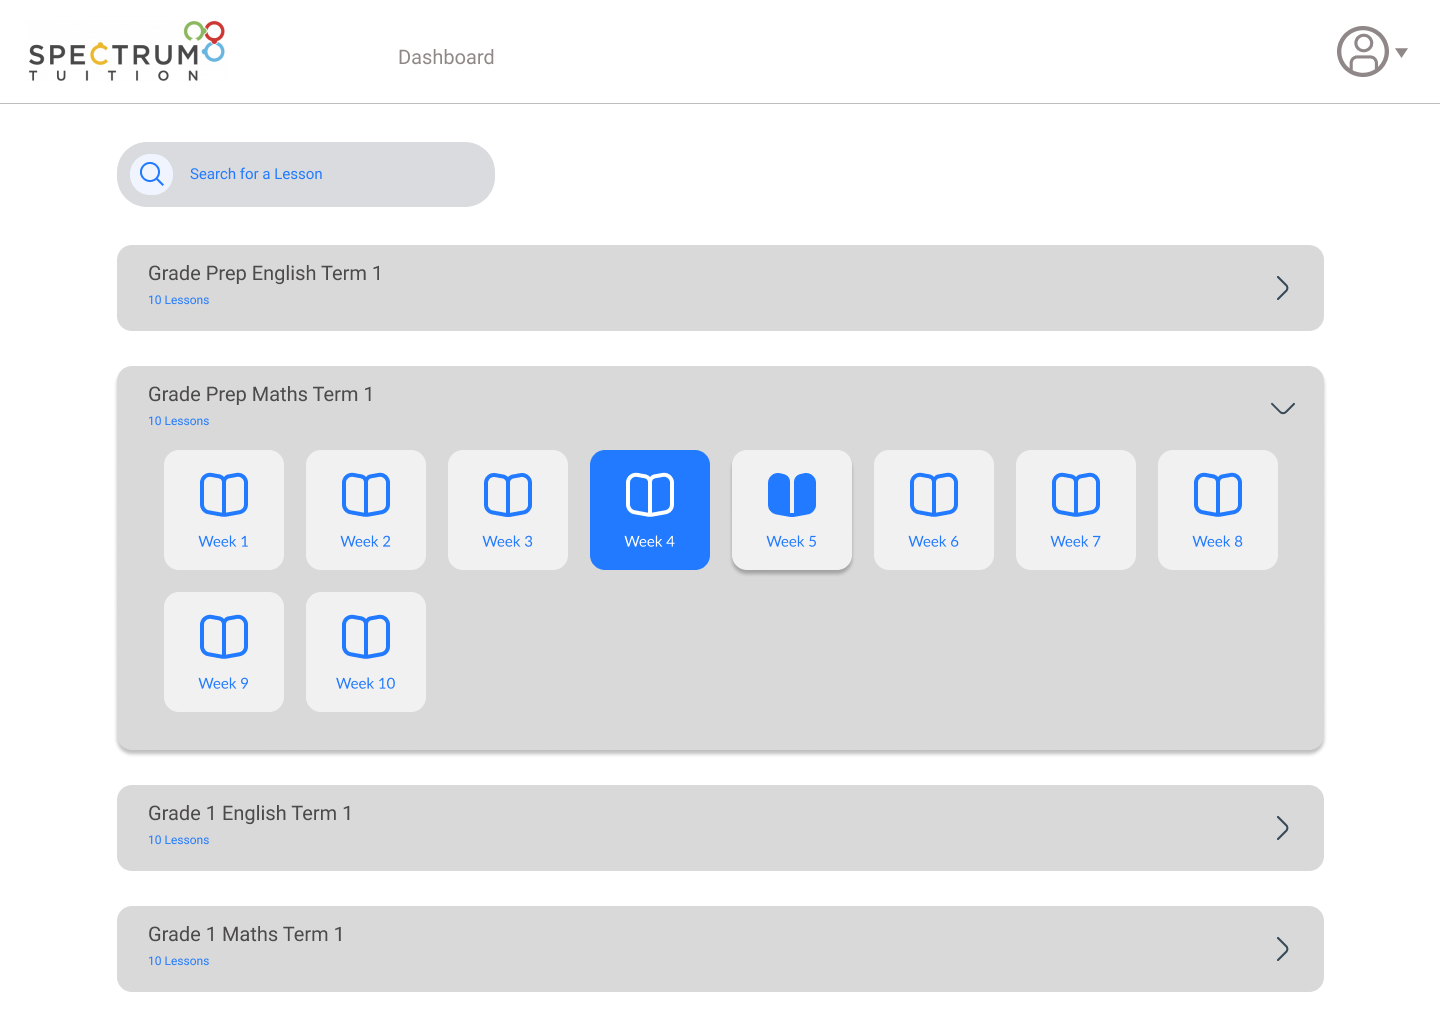 SPECTRUM
TUITION
Dashboard
Search for a Lesson
Grade Prep English Term 1
10 Lessons
Grade Prep Maths Term 1
10 Lessons
Week 1
Week 2
Week 3
Week 4
Week 5
Week 6
Week 7
Week 8
Week 9
Week 10
Grade 1 English Term 1
10 Lessons
Grade 1 Maths Term 1
10 Lessons